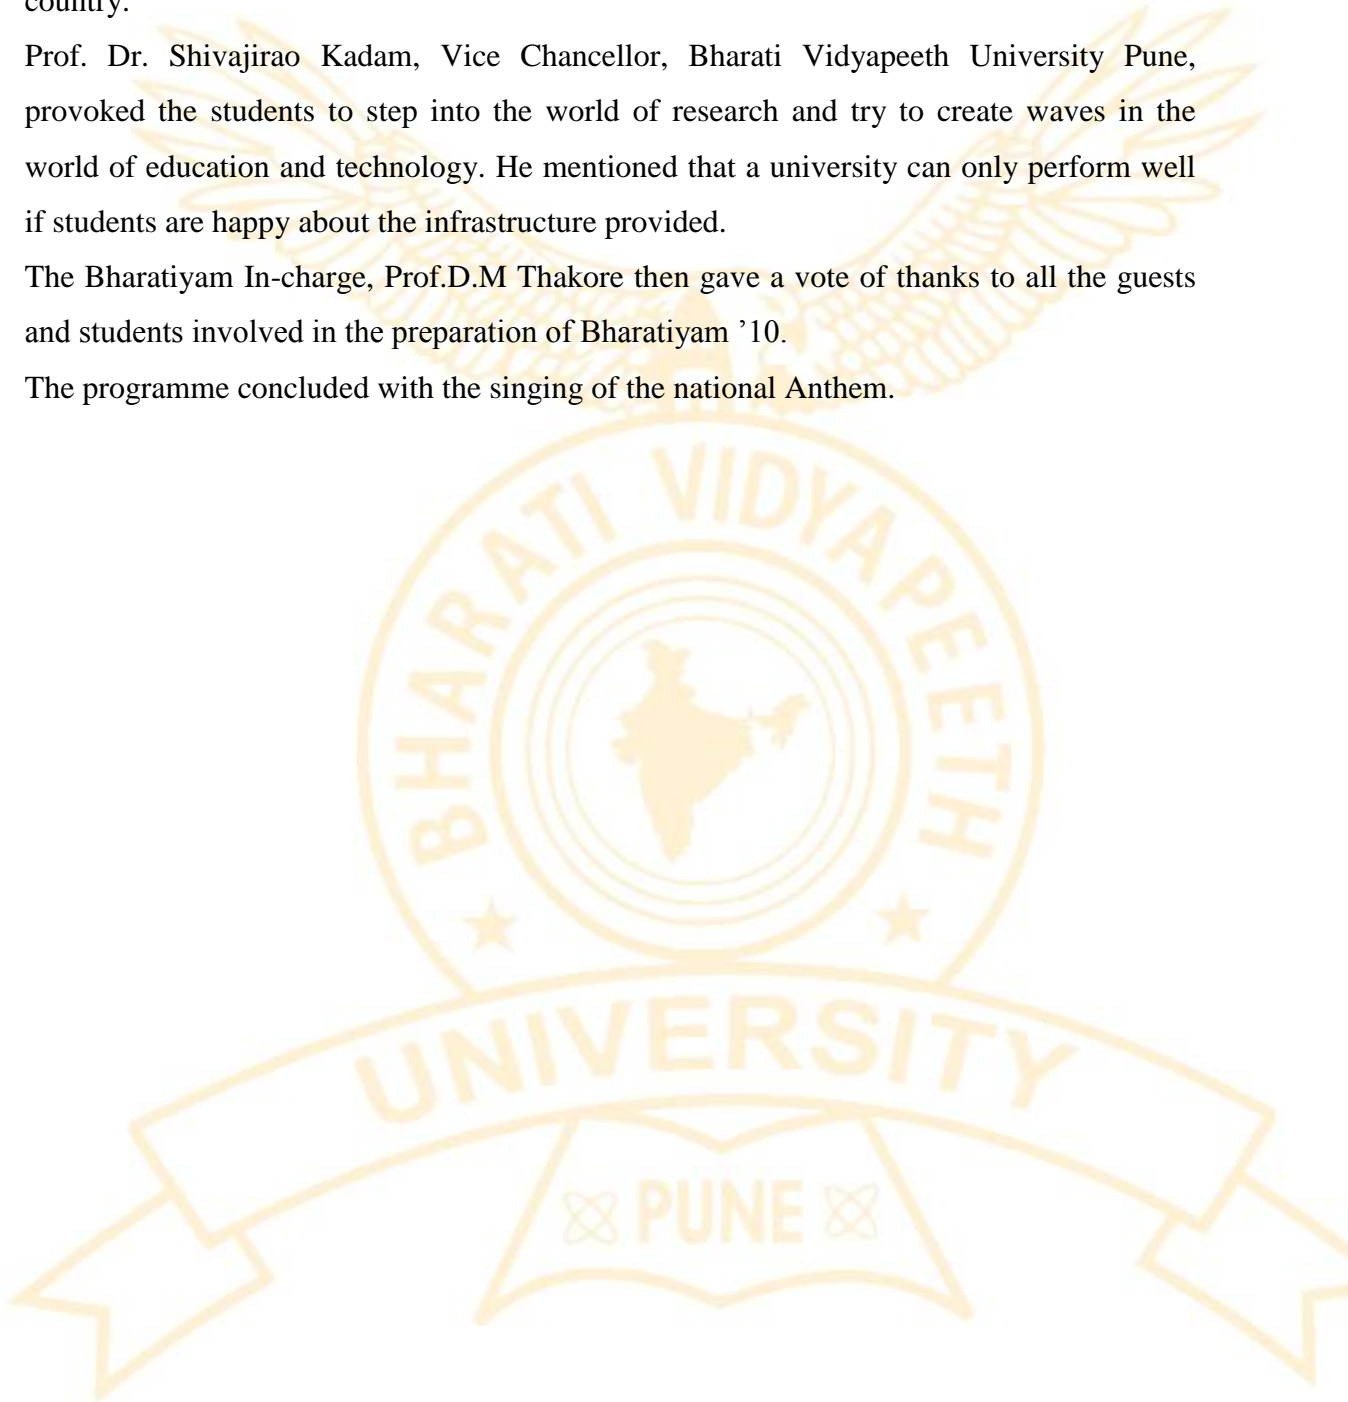 country.
Prof. Dr. Shivajirao Kadam, Vice Chancellor, Bharati Vidyapeeth University Pune,
provoked the students to step into the world of research and try to create waves in the
world of education and technology. He mentioned that a university can only perform well
if students are happy about the infrastructure provided.
The Bharatiyam In-charge, Prof.D.M Thakore then gave a vote of thanks to all the guests
and students involved in the preparation of Bharatiyam ’10.
The programme concluded with the singing of the national Anthem.
BHARATI VIDYAPEETH
UNIVERSITY
PUNE